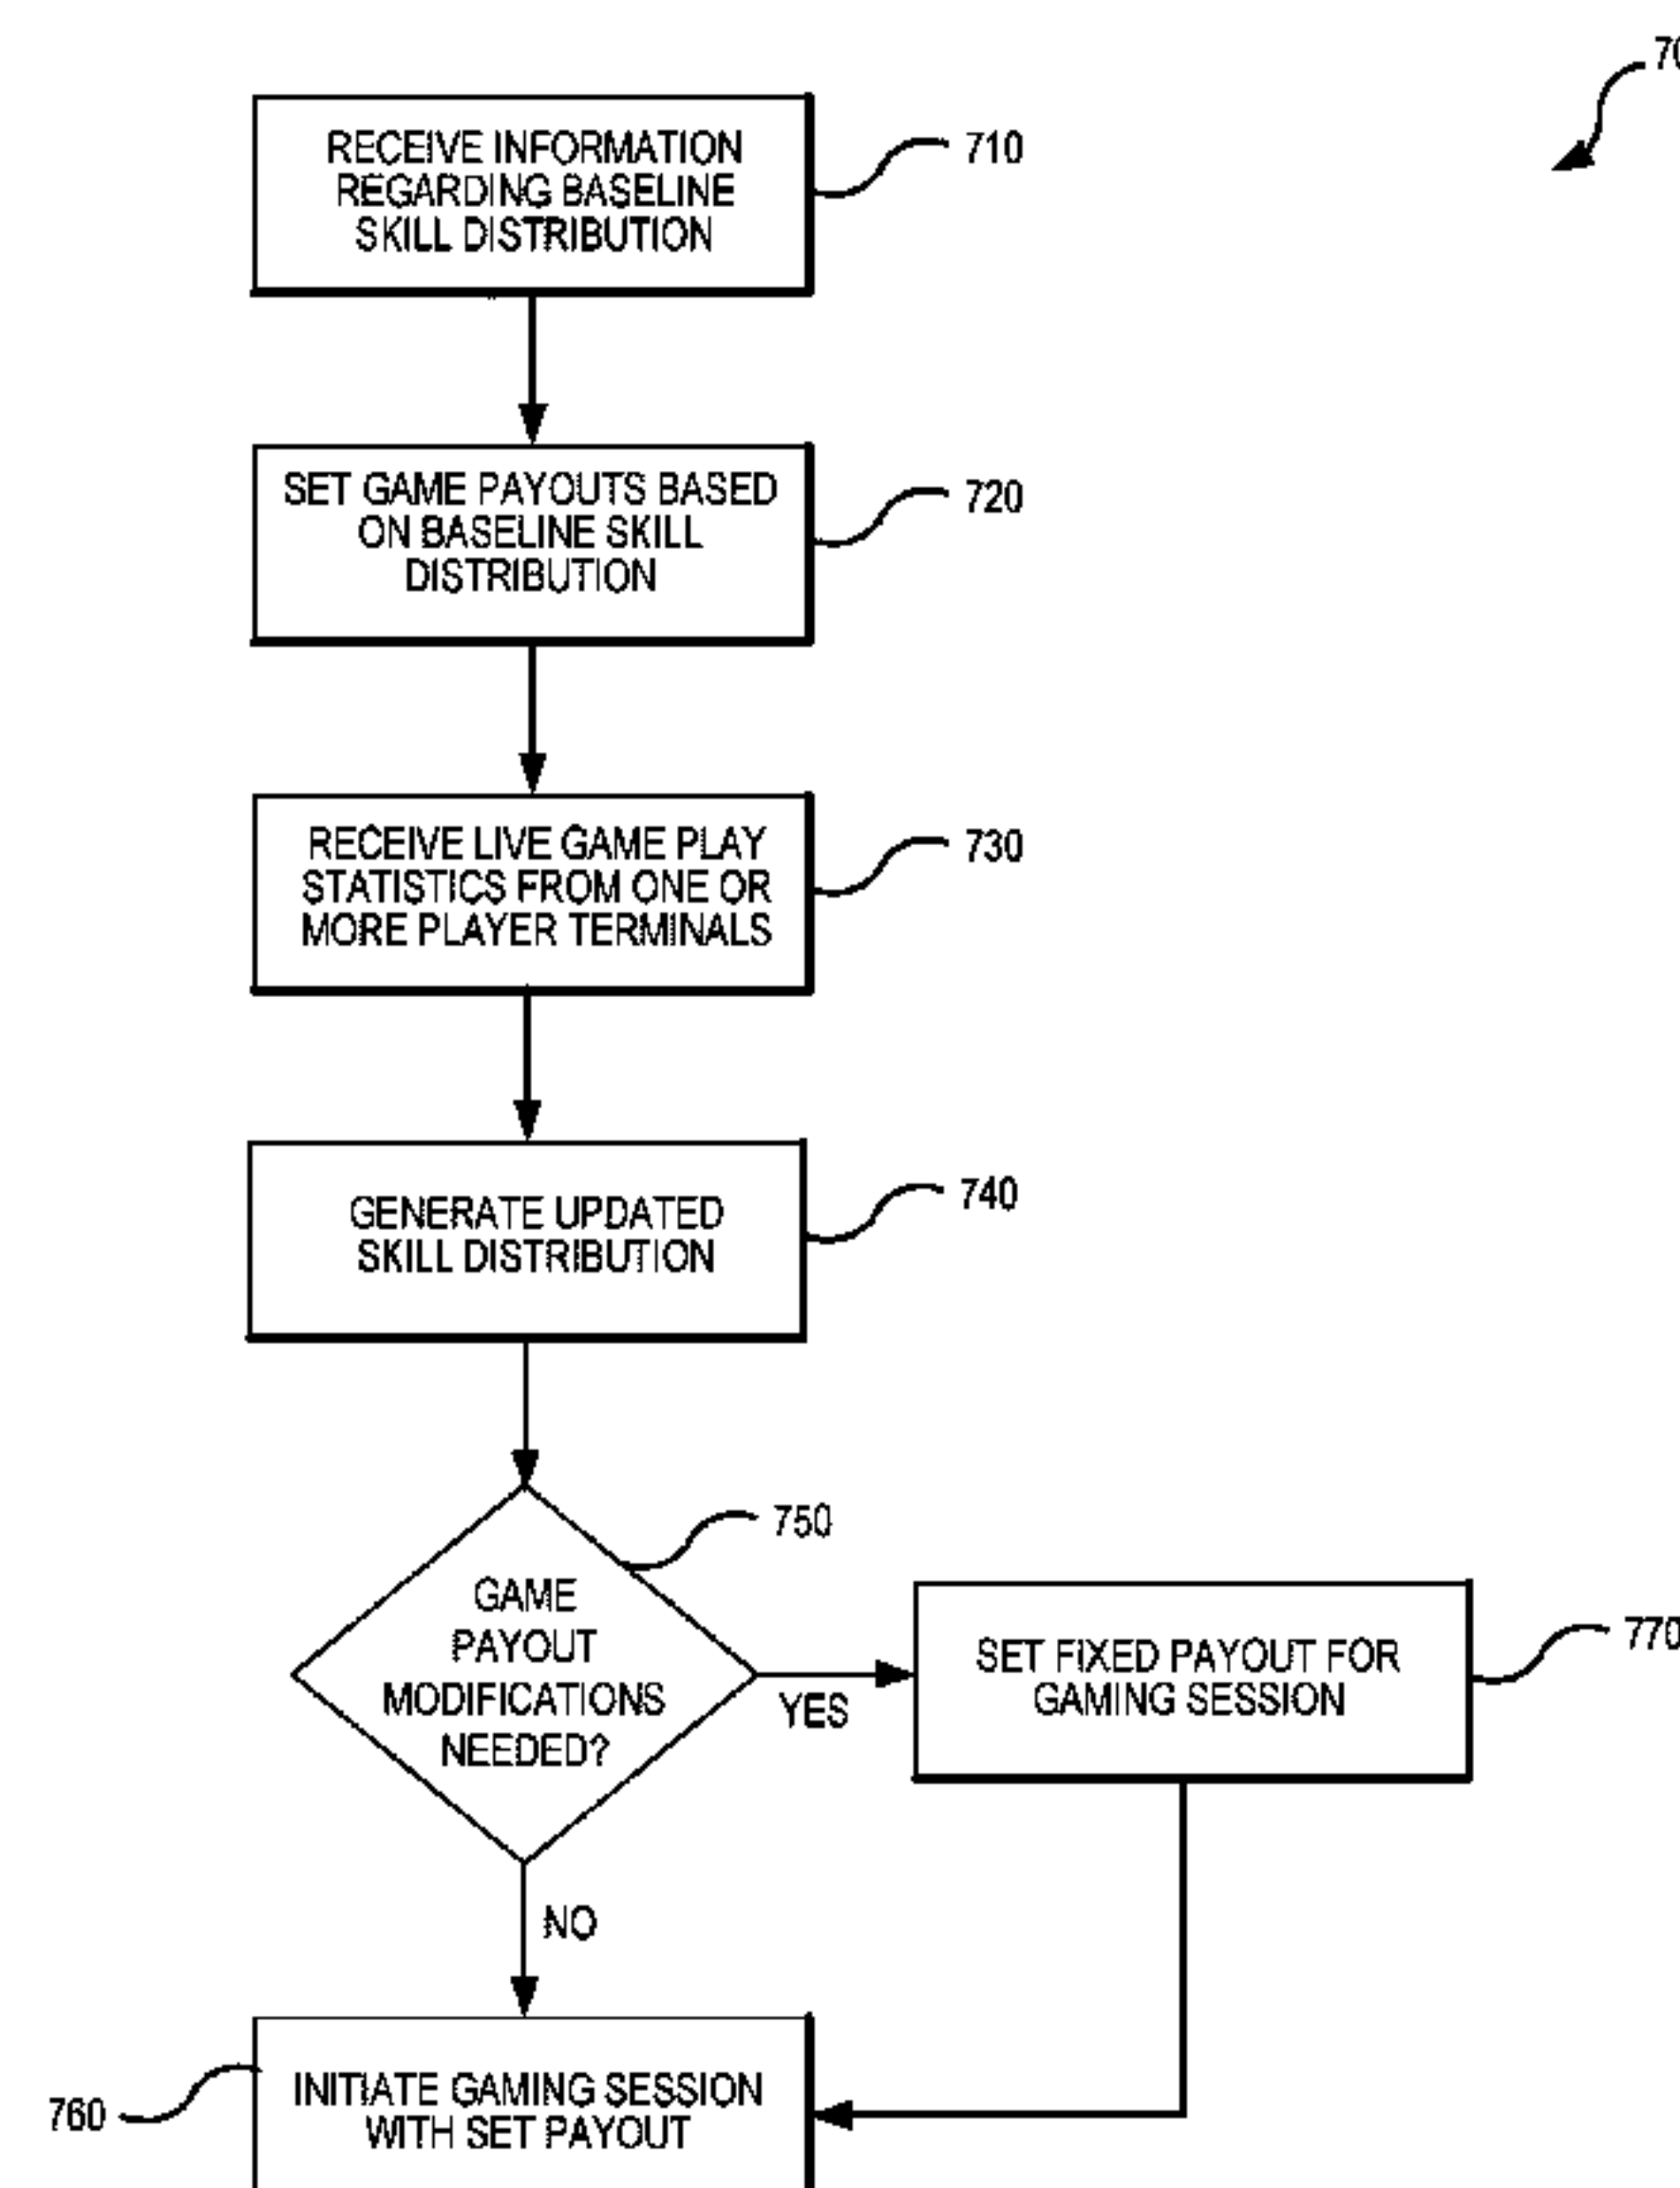 70
RECEIVE INFORMATION
REGARDING BASELINE
SKILL DISTRIBUTION
710
SET GAME PAYOUTS BASED
ON BASELINE SKILL
DISTRIBUTION
720
RECEIVE LIVE GAME PLAY
STATISTICS FROM ONE OR
MORE PLAYER TERMINALS
730
GENERATE UPDATED
SKILL DISTRIBUTION
740
750
GAME
PAYOUT
MODIFICATIONS
NEEDED?
YES
SET FIXED PAYOUT FOR
GAMING SESSION
770
NO
INITIATE GAMING SESSION
WITH SET PAYOUT
760